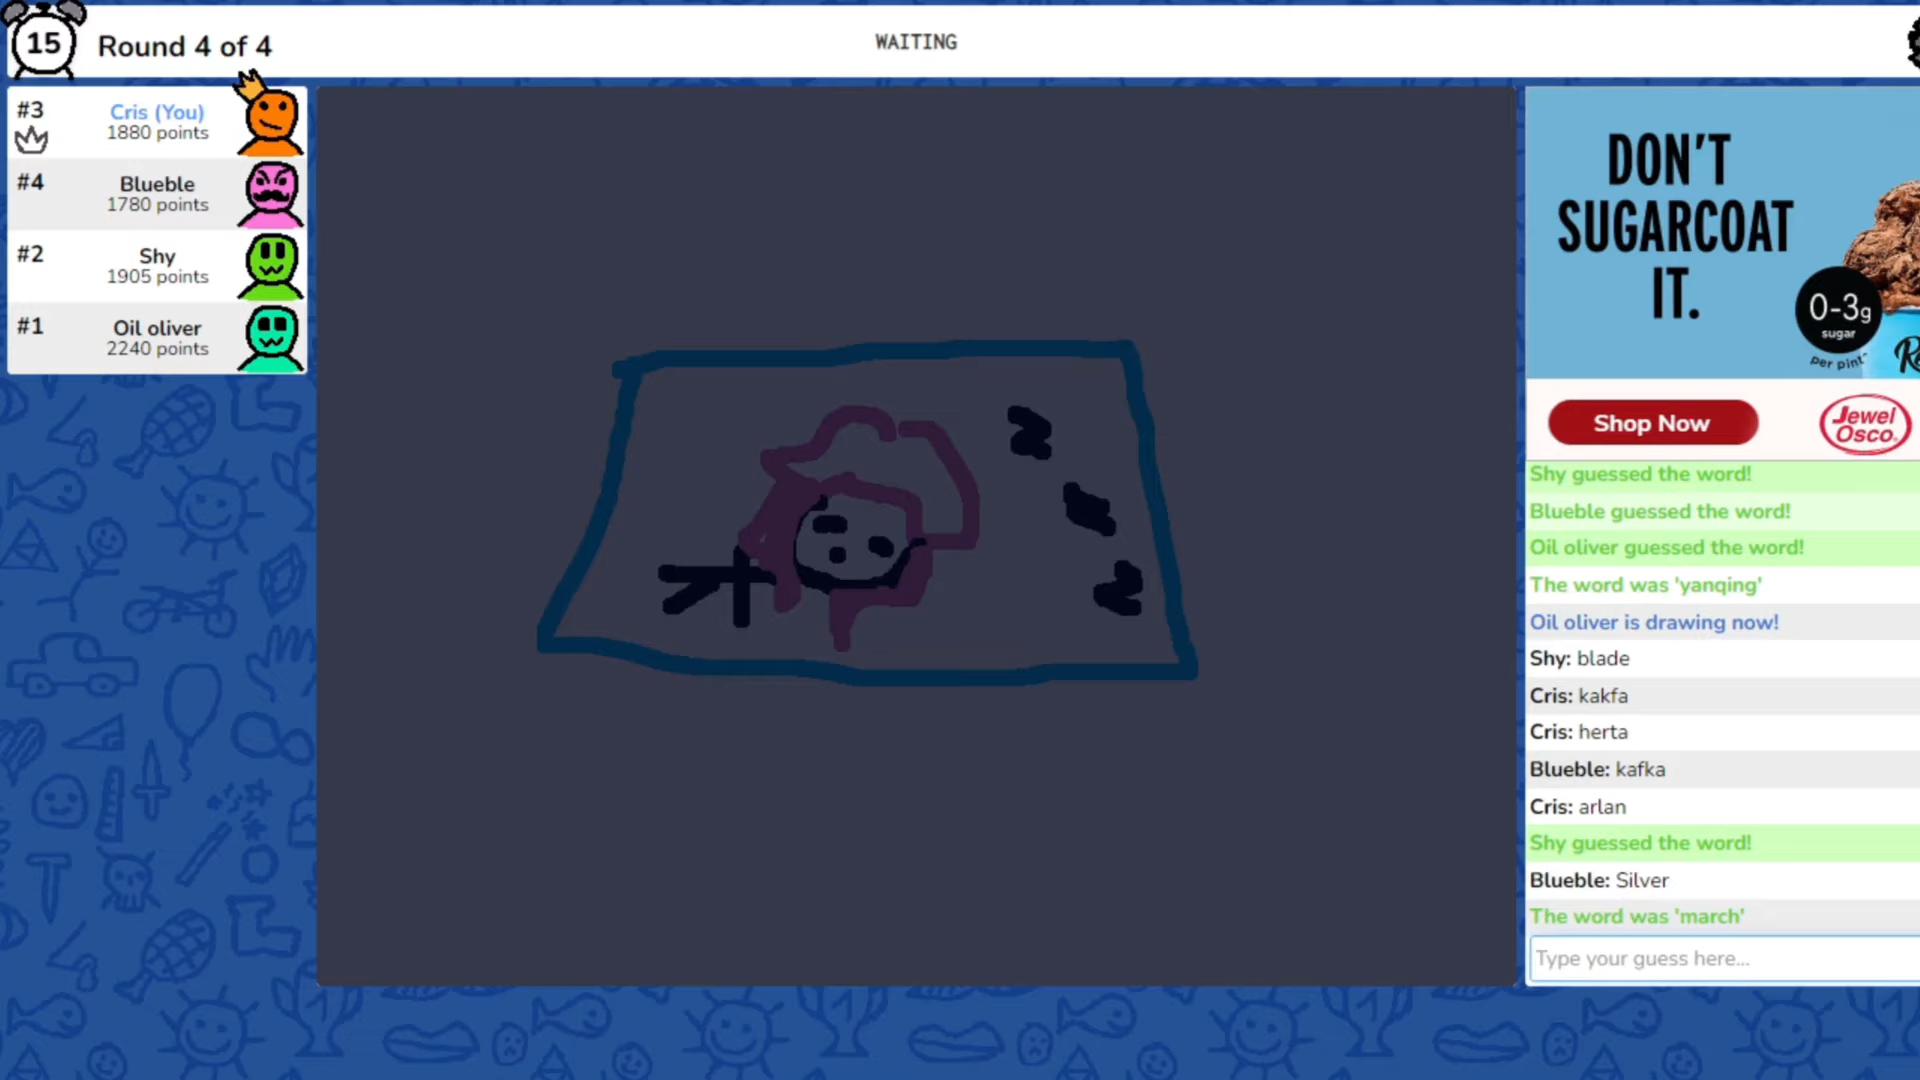 15
Round 4 of 4
WAITING
#3
Cris (You)
1880 points
#4
Blueble
1780 points
#2
Shy
1905 points
#1
Oil oliver
2240 points
DON'T
SUGARCOAT
IT.
0-3g
sugar
per pint*
Shop Now
Jewel
Osco.
Shy guessed the word!
Blueble guessed the word!
Oil oliver guessed the word!
The word was 'yanqing'
Oil oliver is drawing now!
Shy: blade
Cris: kakfa
Cris: herta
Blueble: kafka
Cris: arlan
Shy guessed the word!
Blueble: Silver
The word was 'march'
Type your guess here...